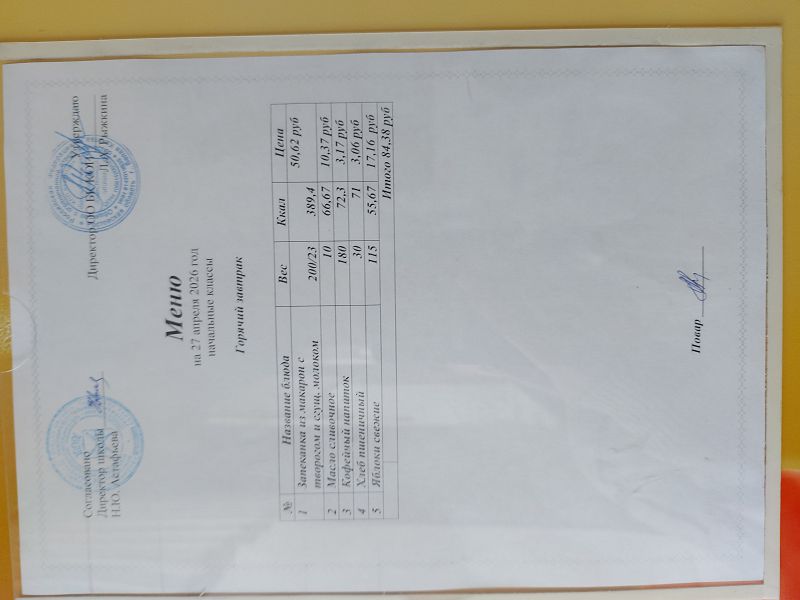 Согласовано
Директор школы
Н.Ю. Астафьева
Утверждаю
Директор ОО
Л.А. Рыжкина
Меню
на 27 апреля 2026 год
начальные классы
Горячий завтрак
№ Название блюда Вес Ккал Цена
1 Запеканка из макарон с творогом и сгущ. молоком 200/23 389,4 50,62 руб
2 Масло сливочное 10 66,67 10,37 руб
3 Кофейный напиток 180 72,3 3,17 руб
4 Хлеб пшеничный 30 71 3,06 руб
5 Яблоки свежие 115 55,67 17,16 руб
Итого 84,38 руб
Повар